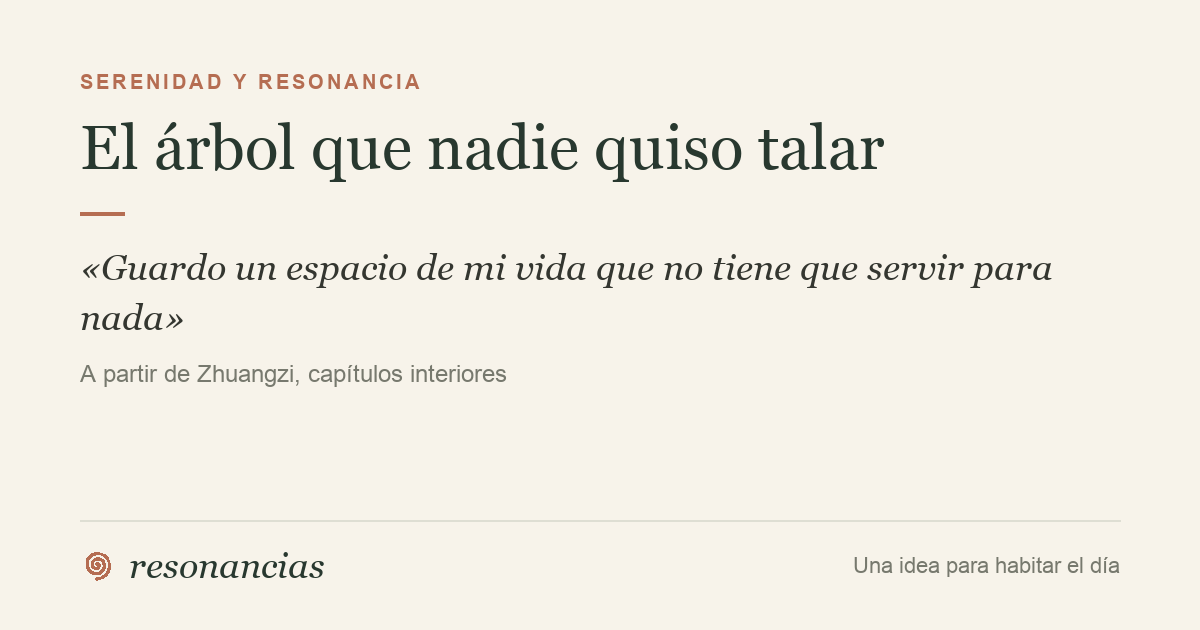 SERENIDAD Y RESONANCIA
El árbol que nadie quiso talar
«Guardo un espacio de mi vida que no tiene que servir para
nada»
A partir de Zhuangzi, capítulos interiores
resonancias
Una idea para habitar el día